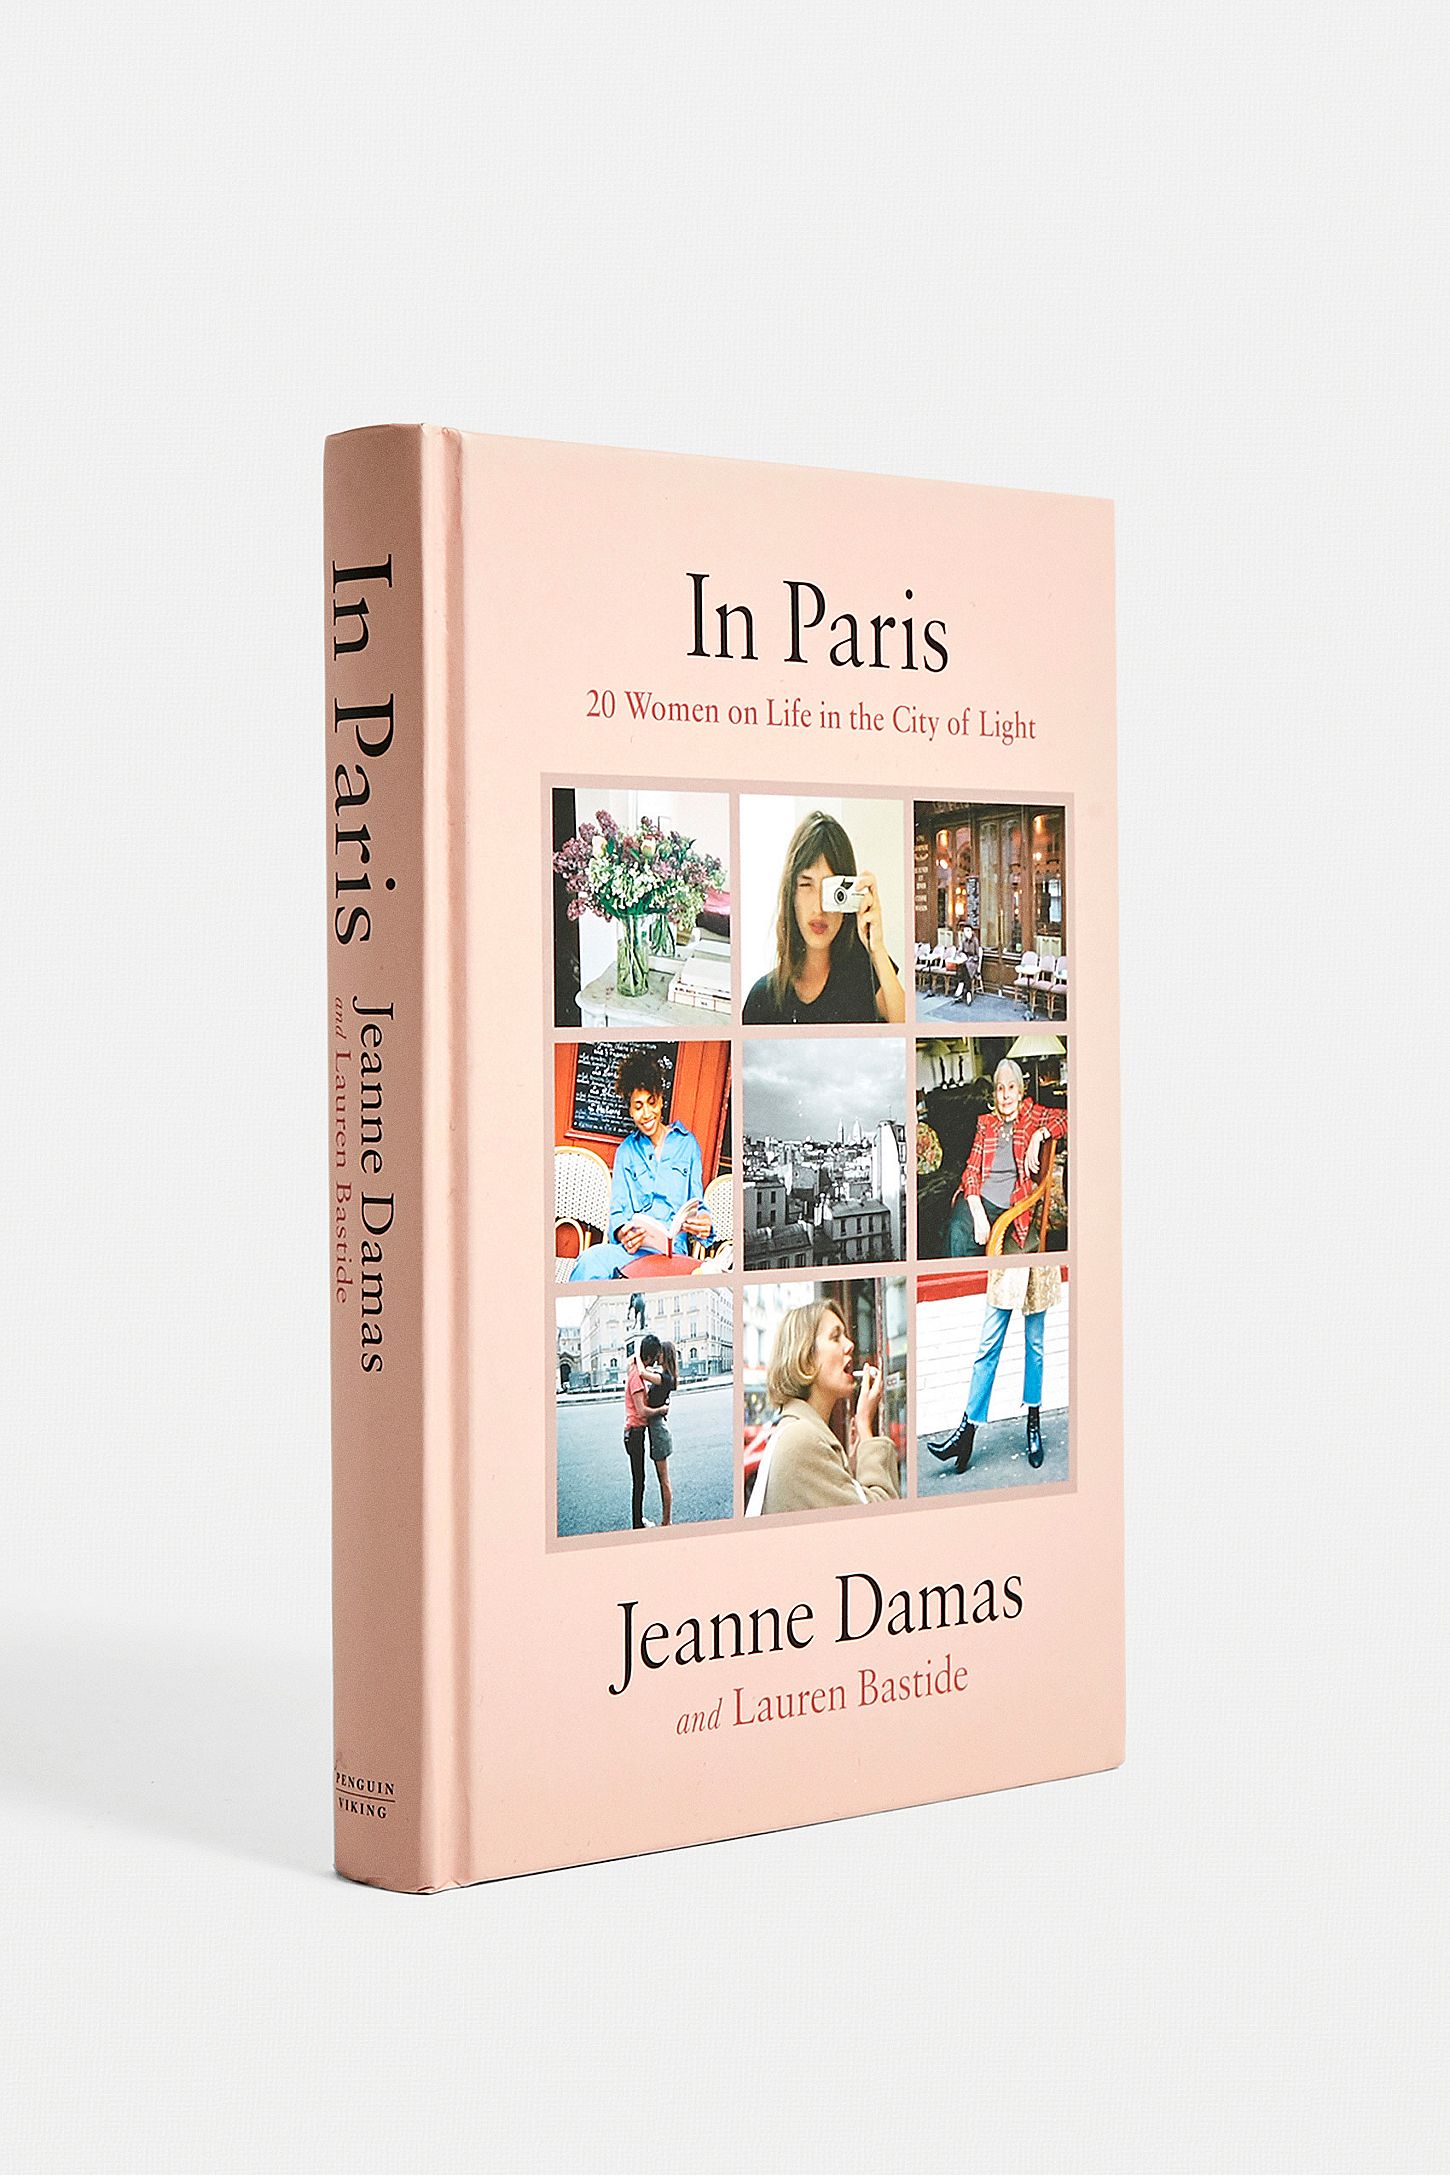 In Paris
Jeanne Damas
and Lauren Bastide
PENGUIN
VIKING
In Paris
20 Women on Life in the City of Light
Jeanne Damas
and Lauren Bastide